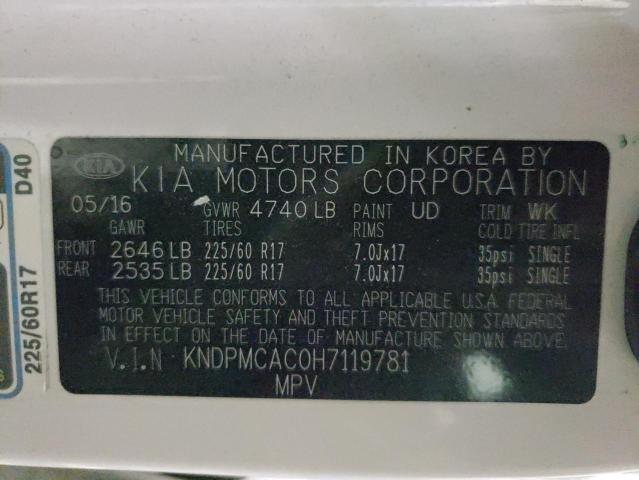 MANUFACTURED IN KOREA BY
KIA
KIA MOTORS CORPORATION
05/16 GVWR 4740 LB PAINT UD TRIM WK
GAWR TIRES RIMS COLD TIRE INFL
FRONT 2646 LB 225/60 R17 7.0Jx17 35psi SINGLE
REAR 2535 LB 225/60 R17 7.0Jx17 35psi SINGLE
THIS VEHICLE CONFORMS TO ALL APPLICABLE U.S.A. FEDERAL
MOTOR VEHICLE SAFETY AND THEFT PREVENTION STANDARDS
IN EFFECT ON THE DATE OF MANUFACTURE SHOWN ABOVE.
V.I.N KNDPMCAC0H7119781
MPV
D40
225/60R17